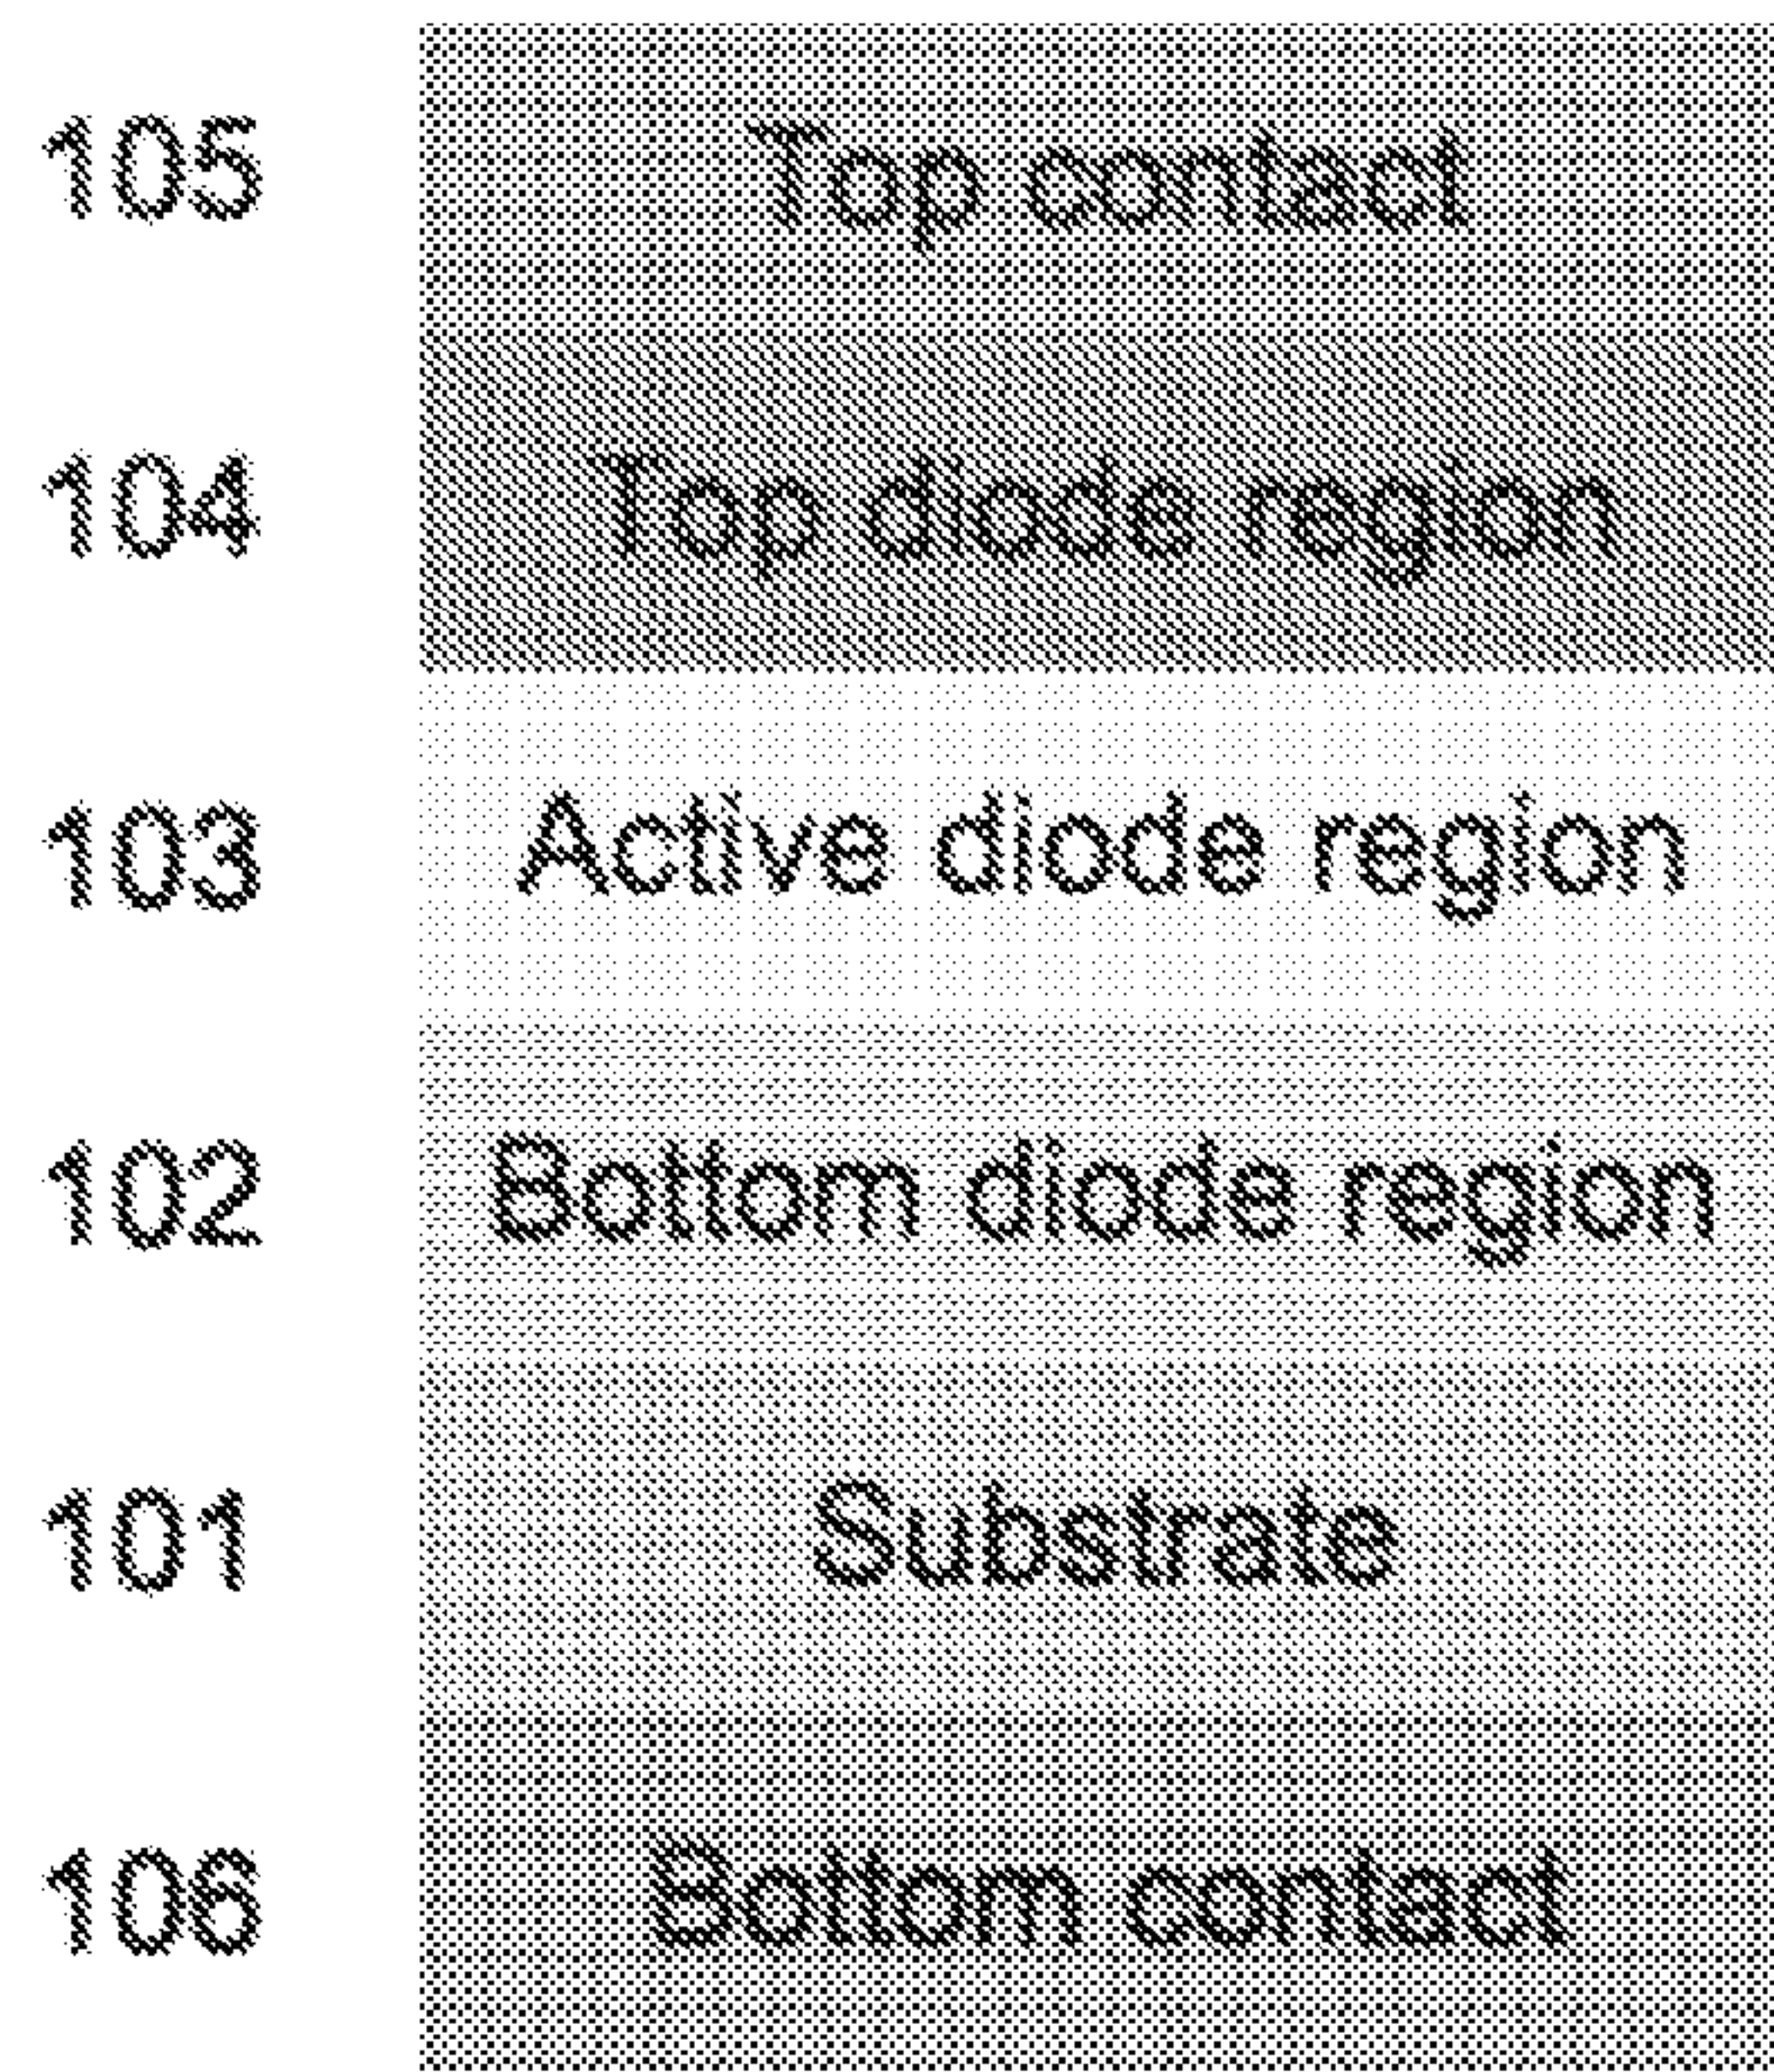 105 Top contact
104 Top diode region
103 Active diode region
102 Bottom diode region
101 Substrate
106 Bottom contact